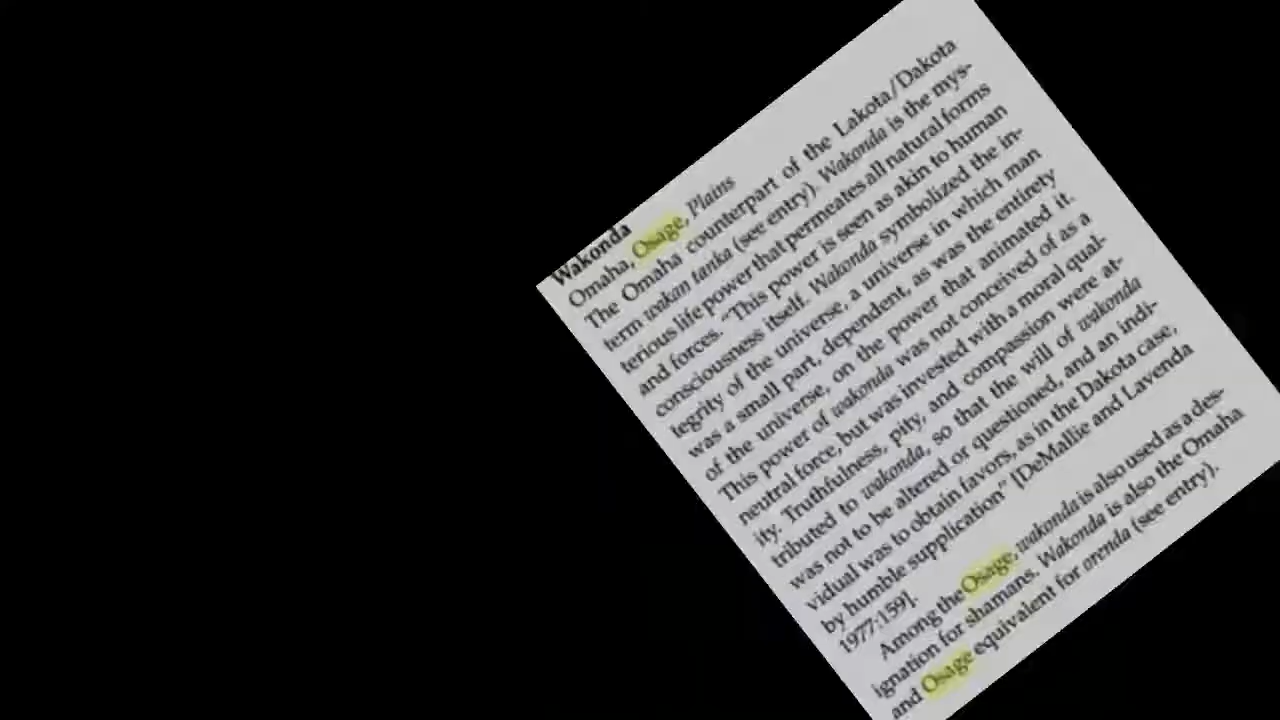 Wakonda
Omaha, Osage, Plains
The Omaha counterpart of the Lakota/Dakota
term wakan tanka (see entry). Wakonda is the mys-
terious life power that permeates all natural forms
and forces. "This power is seen as akin to human
consciousness itself. Wakonda symbolized the in-
tegrity of the universe, a universe in which man
was a small part, dependent, as was the entirety
of the universe, on the power that animated it.
This power of wakonda was not conceived of as a
neutral force, but was invested with a moral qual-
ity. Truthfulness, pity, and compassion were at-
tributed to wakonda, so that the will of wakonda
was not to be altered or questioned, and an indi-
vidual was to obtain favors, as in the Dakota case,
by humble supplication" [DeMallie and Lavenda
1977:159].
Among the Osage, wakonda is also used as a des-
ignation for shamans. Wakonda is also the Omaha
and Osage equivalent for orenda (see entry).